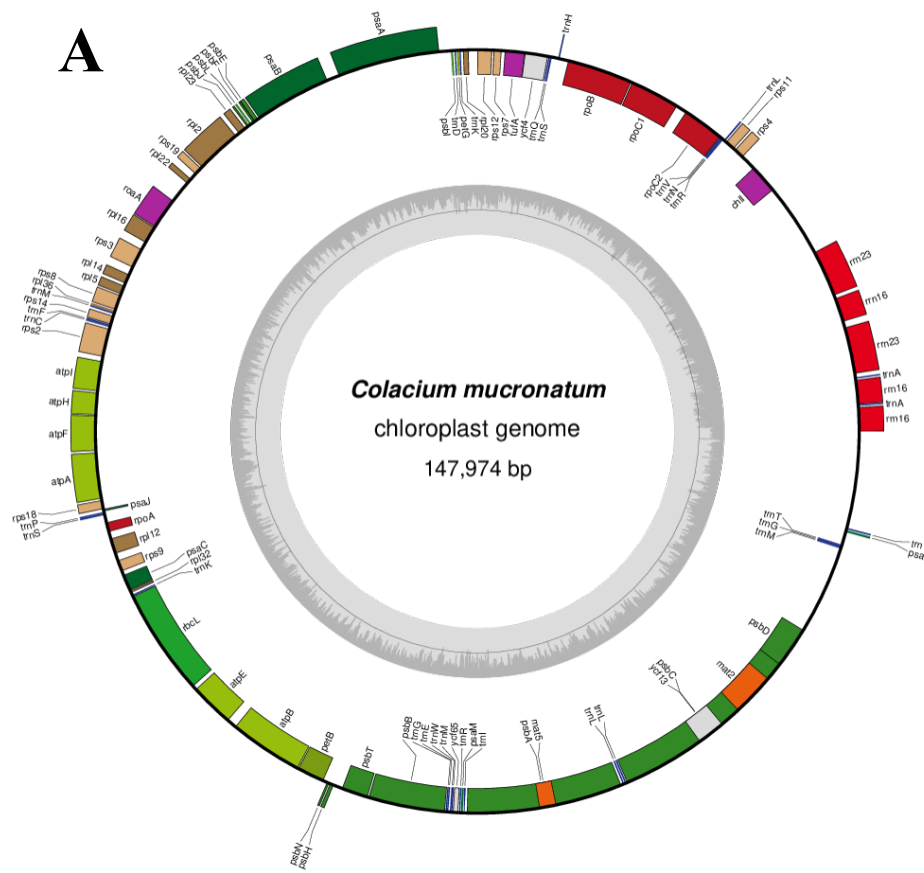 A
Colacium mucronatum
chloroplast genome
147,974 bp
psaA
psaB
psbE
psbF
psbL
psbJ
rpl23
rpl2
rps19
rpl22
roaA
rpl16
rps3
rpl14
rpl5
rps8
rpl36
trnM
rps14
trnF
trnC
rps2
atpI
atpH
atpF
atpA
rps18
trnP
trnS
psaJ
rpoA
rpl12
rps9
psaC
rpl32
trnK
rbcL
atpE
atpB
petB
psbN
psbH
psbT
psbB
trnG
trnE
trnW
trnM
ycf65
trnR
psaM
trnI
mat5
psbA
trnL
trnL
psbC
ycf13
mat2
psbD
trnT
trnG
trnM
trn
psa
rrn16
trnA
rrn16
trnA
rrn23
rrn16
rrn23
chlI
rps4
rps11
trnL
rpoC2
trnV
trnN
trnR
rpoC1
rpoB
trnH
trnS
trnQ
ycf4
tufA
rps7
rps12
rpl20
trnK
petG
trnD
psbI